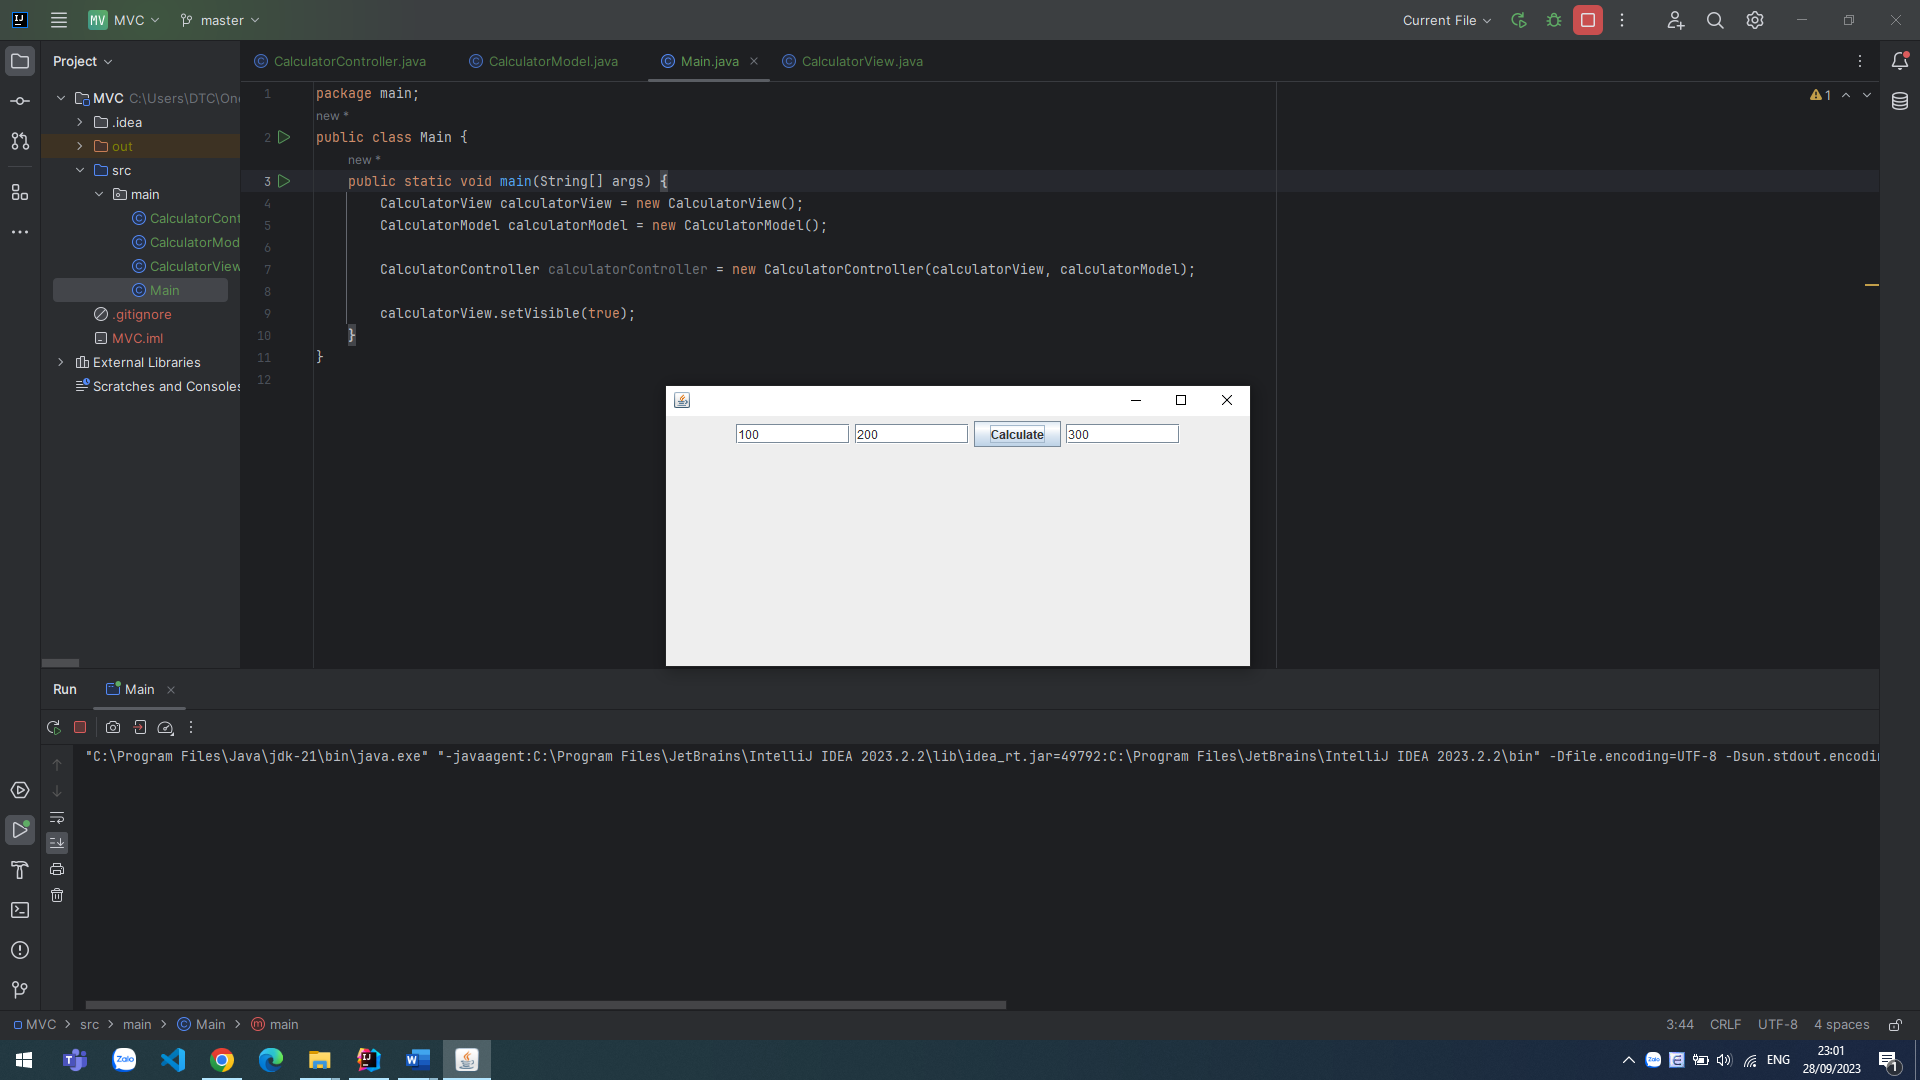 MV MVC master Current File
Project
CalculatorController.java CalculatorModel.java Main.java CalculatorView.java
MVC C:\Users\DTC\On
.idea
out
src
main
CalculatorCont
CalculatorMod
CalculatorView
Main
.gitignore
MVC.iml
External Libraries
Scratches and Consoles
1 package main;
new *
2 public class Main {
new *
3 public static void main(String[] args) {
4 CalculatorView calculatorView = new CalculatorView();
5 CalculatorModel calculatorModel = new CalculatorModel();
6
7 CalculatorController calculatorController = new CalculatorController(calculatorView, calculatorModel);
8
9 calculatorView.setVisible(true);
10 }
11 }
12
1
100 200 Calculate 300
Run Main
"C:\Program Files\Java\jdk-21\bin\java.exe" "-javaagent:C:\Program Files\JetBrains\IntelliJ IDEA 2023.2.2\lib\idea_rt.jar=49792:C:\Program Files\JetBrains\IntelliJ IDEA 2023.2.2\bin" -Dfile.encoding=UTF-8 -Dsun.stdout.encodin
MVC > src > main > Main > main
3:44 CRLF UTF-8 4 spaces
ENG
23:01
28/09/2023
1